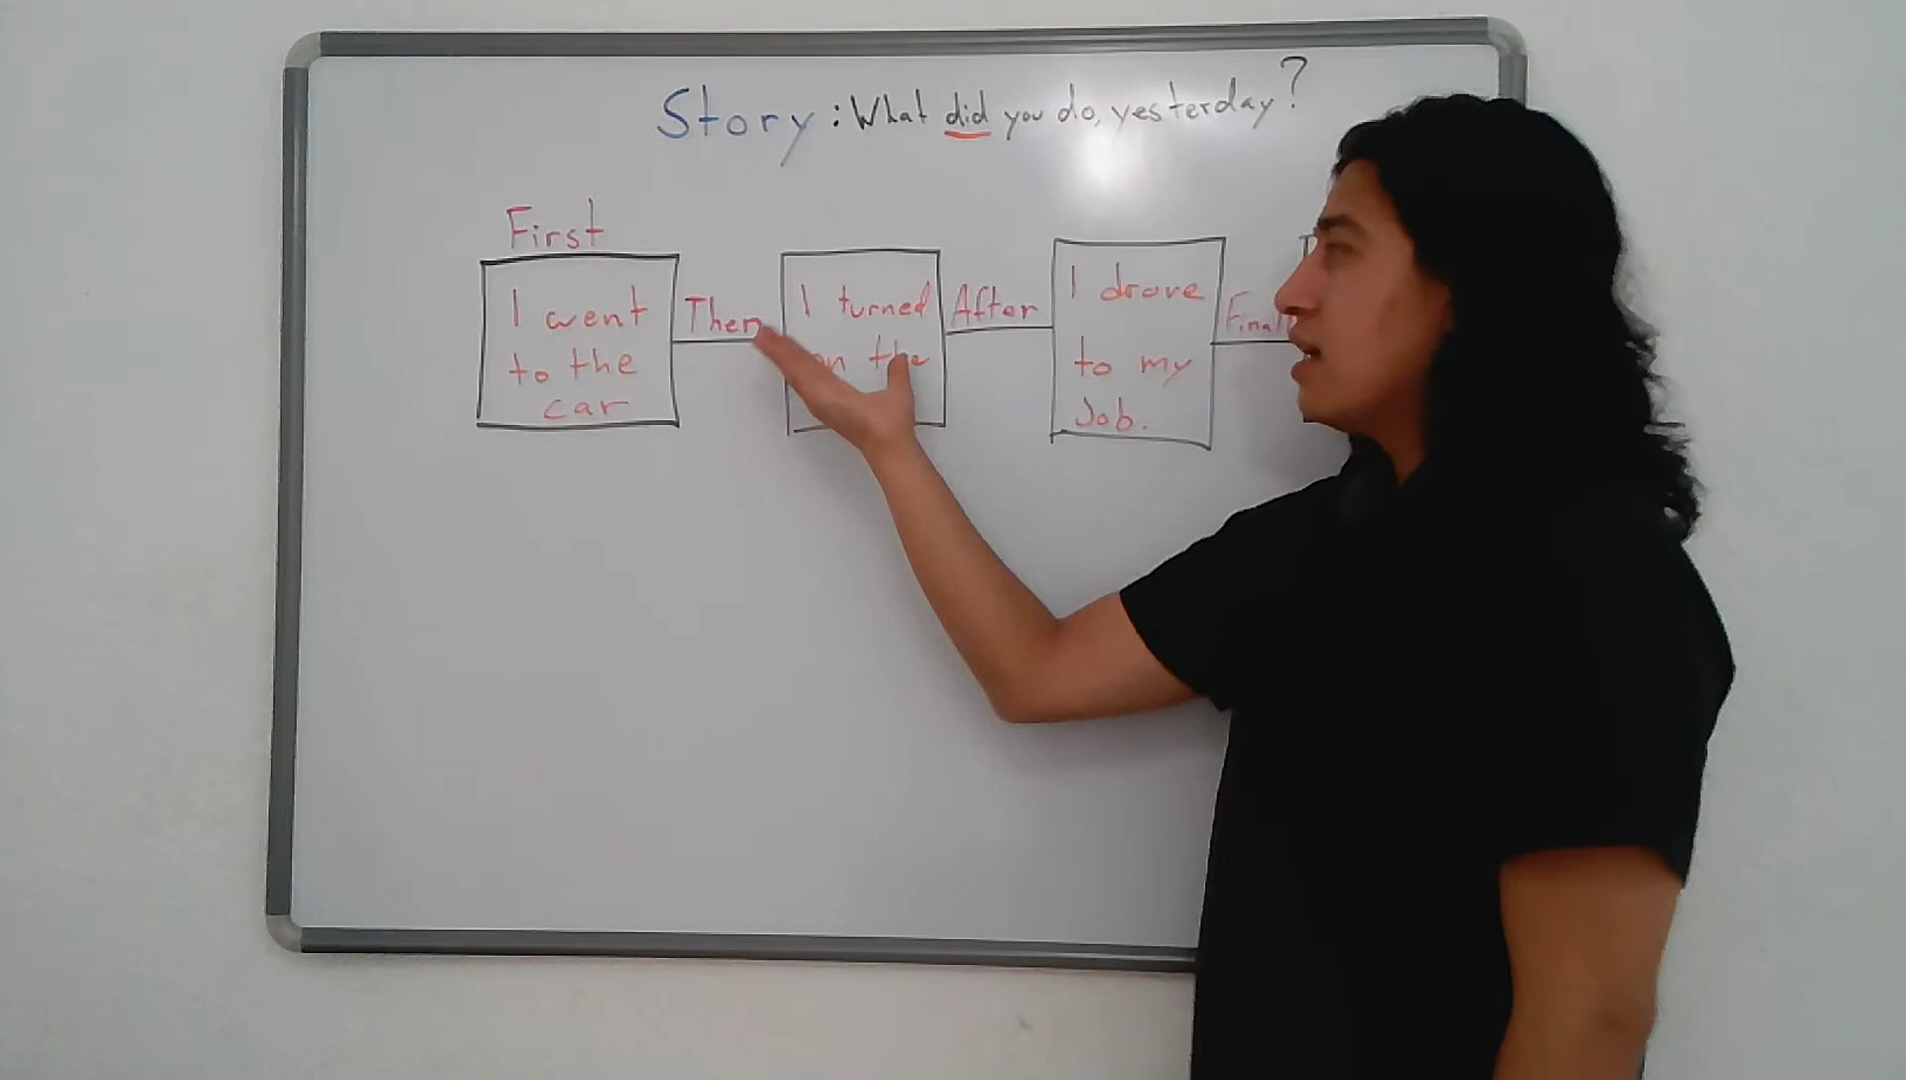 Story: What did you do, yesterday?
First
I went
to the
car
Then
I turned
on the
After
I drove
to my
Job.